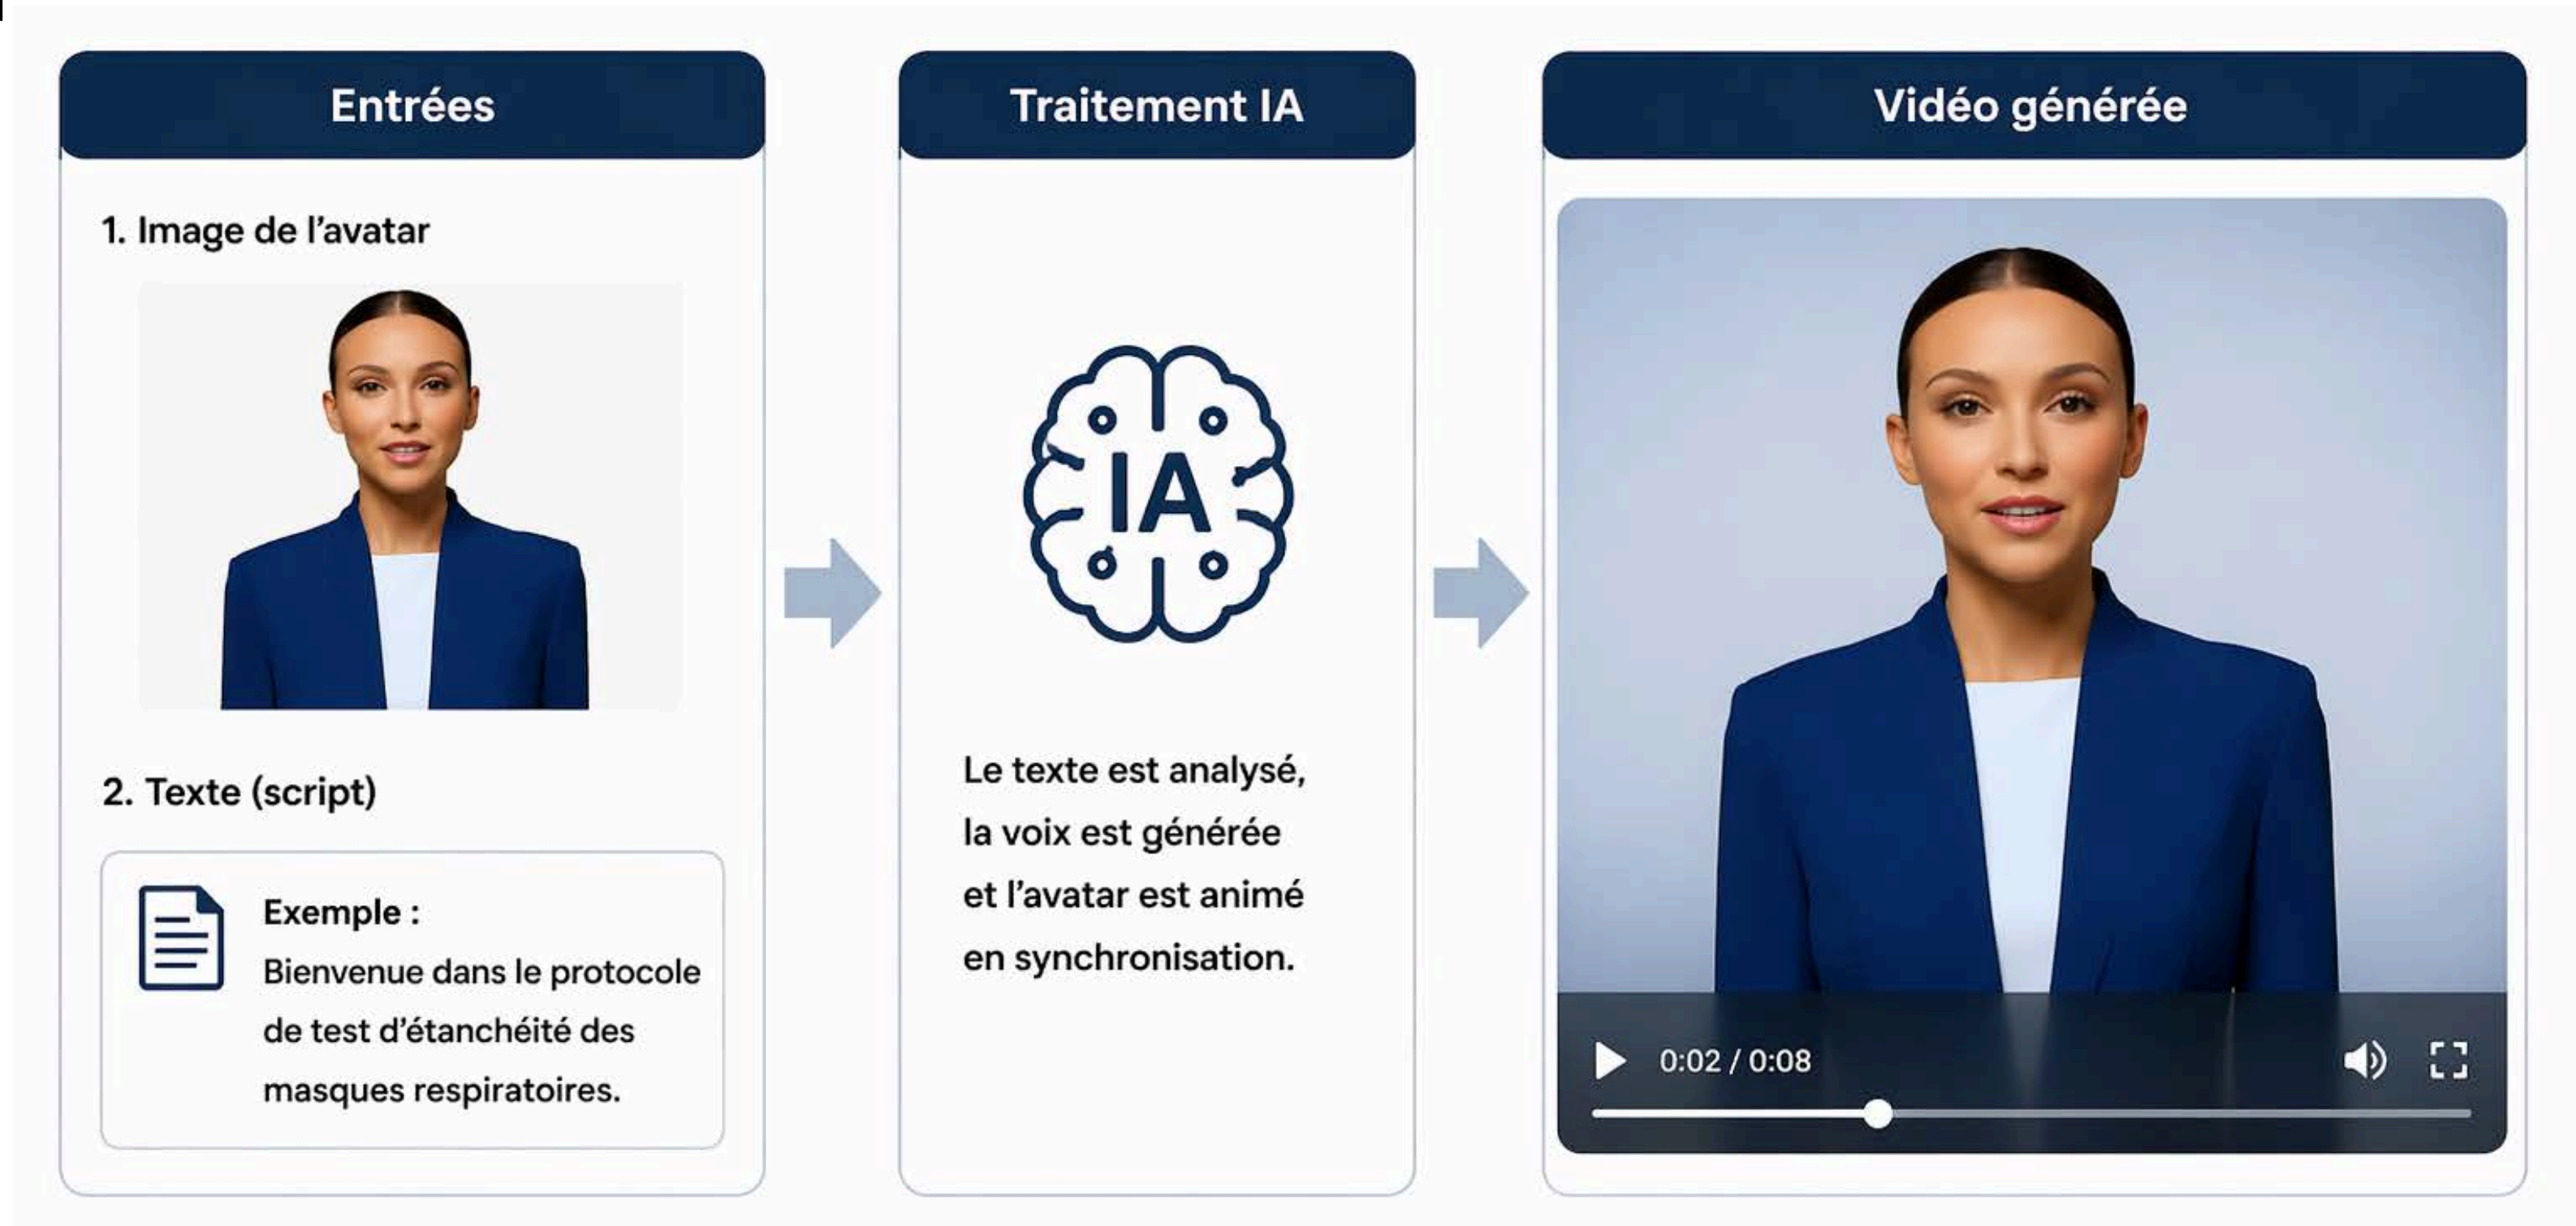 Entrées
1. Image de l’avatar
2. Texte (script)
Exemple :
Bienvenue dans le protocole
de test d’étanchéité des
masques respiratoires.
Traitement IA
IA
Le texte est analysé,
la voix est générée
et l’avatar est animé
en synchronisation.
Vidéo générée
0:02 / 0:08